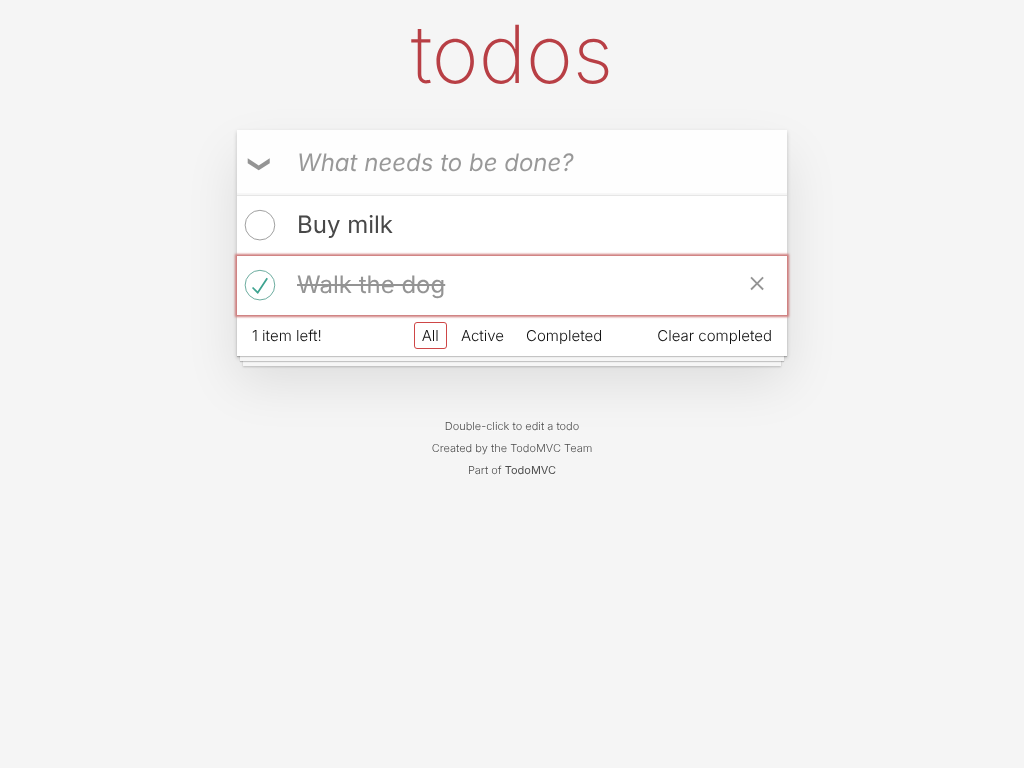 todos
What needs to be done?
Buy milk
Walk the dog
1 item left! All Active Completed Clear completed
Double-click to edit a todo
Created by the TodoMVC Team
Part of TodoMVC